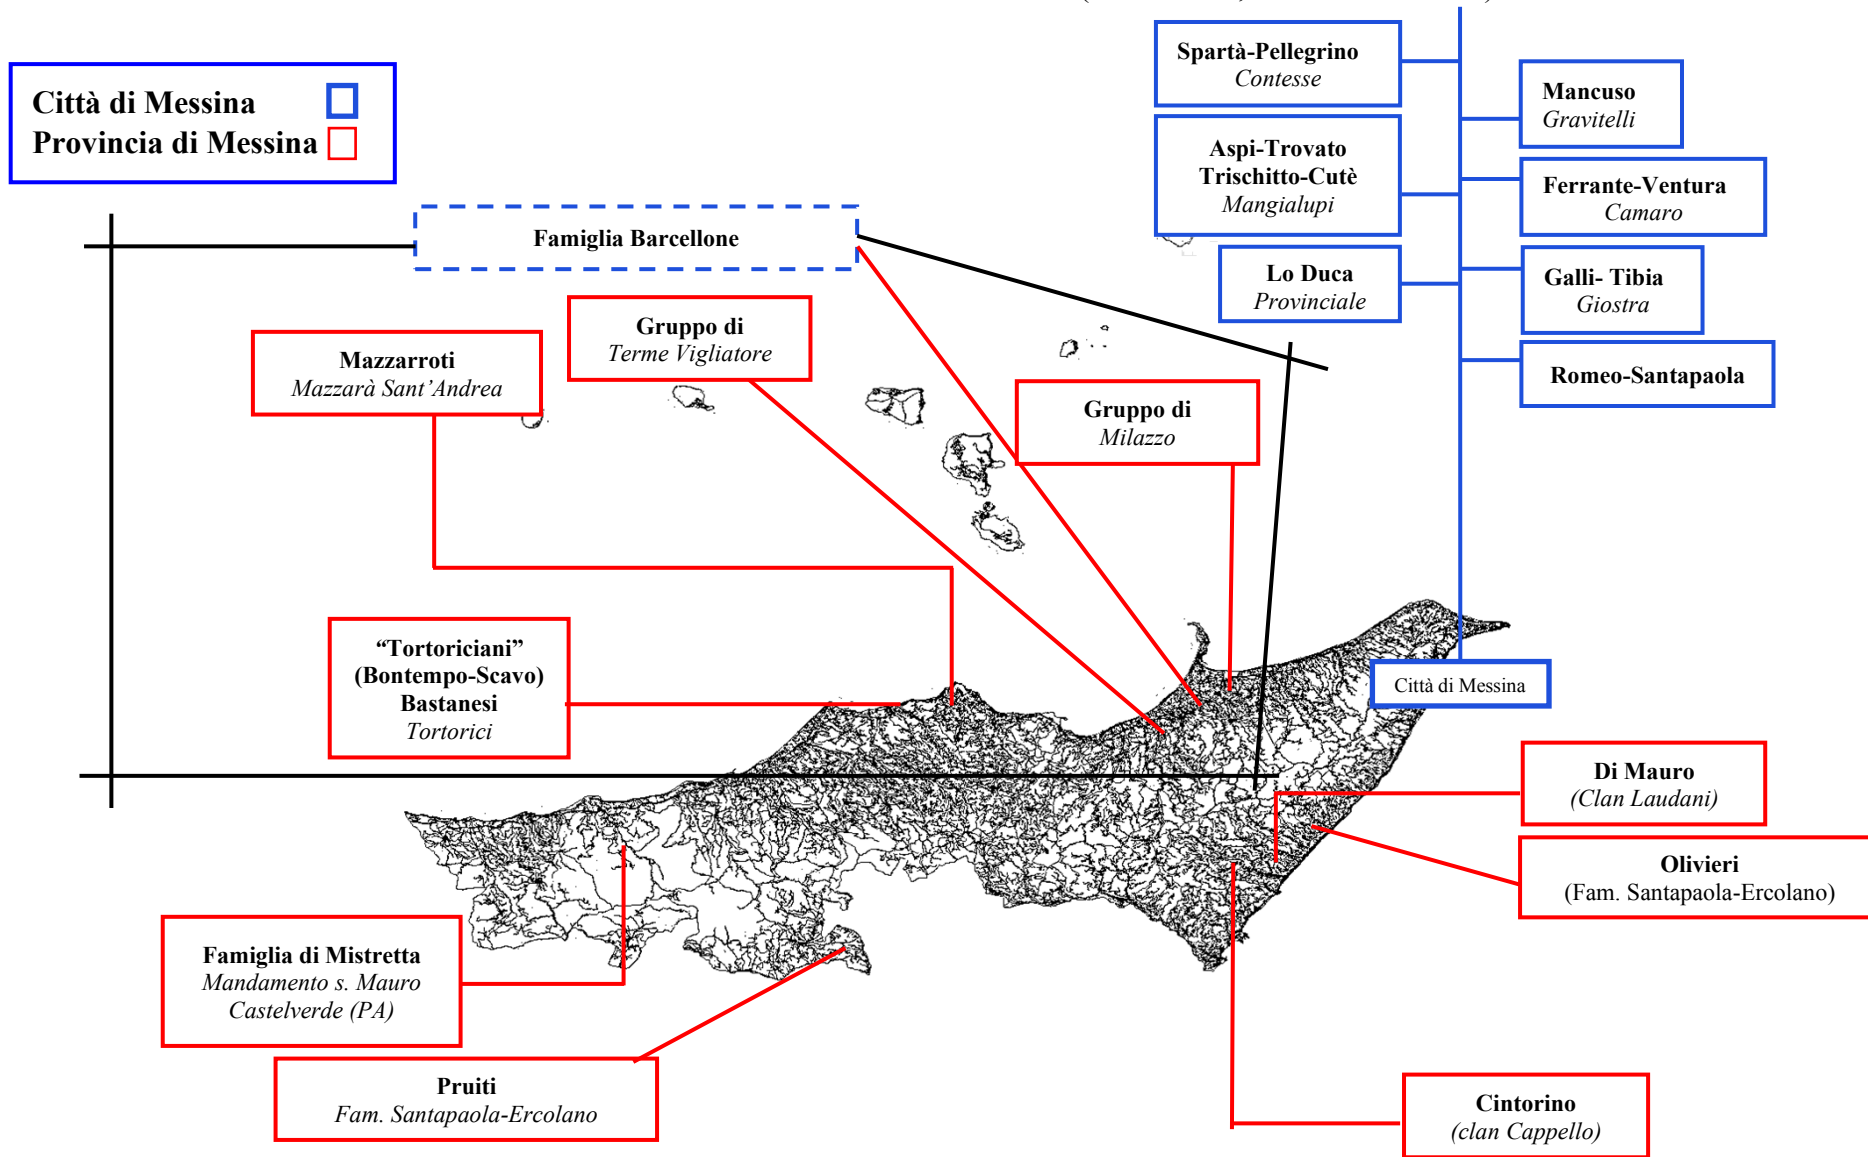 Città di Messina
Provincia di Messina
Spartà-Pellegrino
Contesse
Mancuso
Gravitelli
Aspi-Trovato
Trischitto-Cutè
Mangialupi
Ferrante-Ventura
Camaro
Famiglia Barcellone
Lo Duca
Provinciale
Galli- Tibia
Giostra
Romeo-Santapaola
Mazzarroti
Mazzarà Sant’Andrea
Gruppo di
Terme Vigliatore
Gruppo di
Milazzo
“Tortoriciani”
(Bontempo-Scavo)
Bastanesi
Tortorici
Città di Messina
Di Mauro
(Clan Laudani)
Olivieri
(Fam. Santapaola-Ercolano)
Famiglia di Mistretta
Mandamento s. Mauro
Castelverde (PA)
Pruiti
Fam. Santapaola-Ercolano
Cintorino
(clan Cappello)